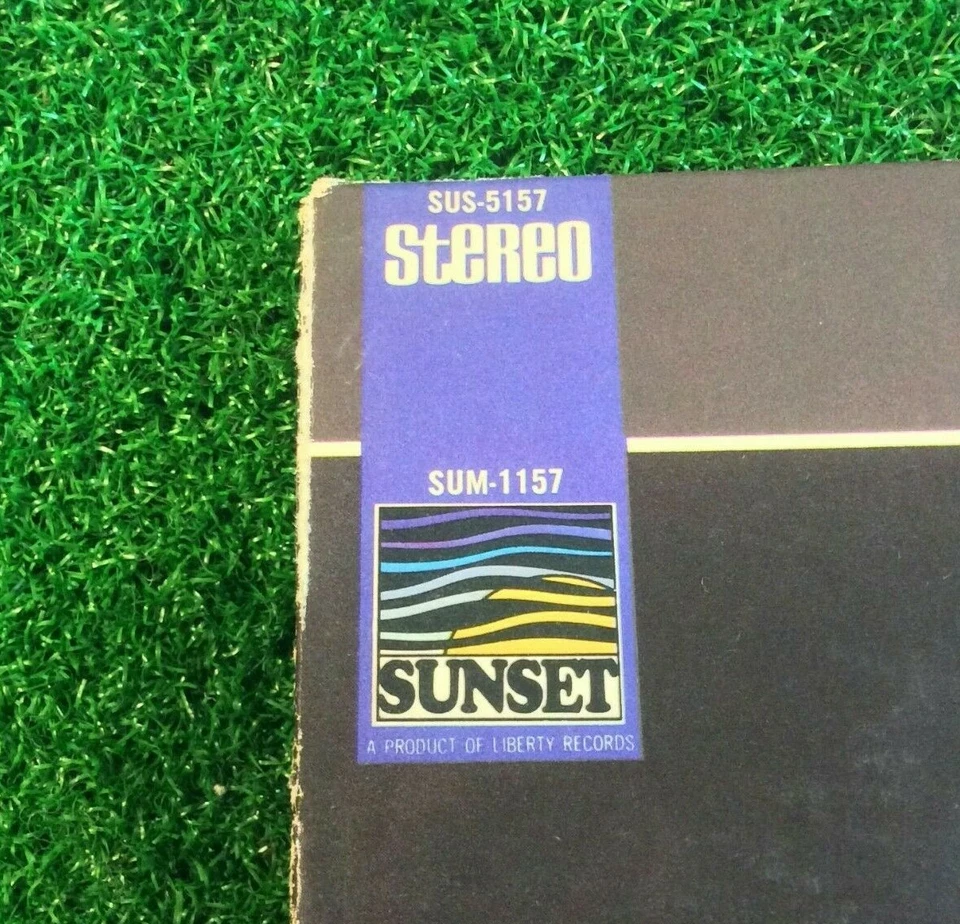 SUS-5157
Stereo
SUM-1157
SUNSET
A PRODUCT OF LIBERTY RECORDS